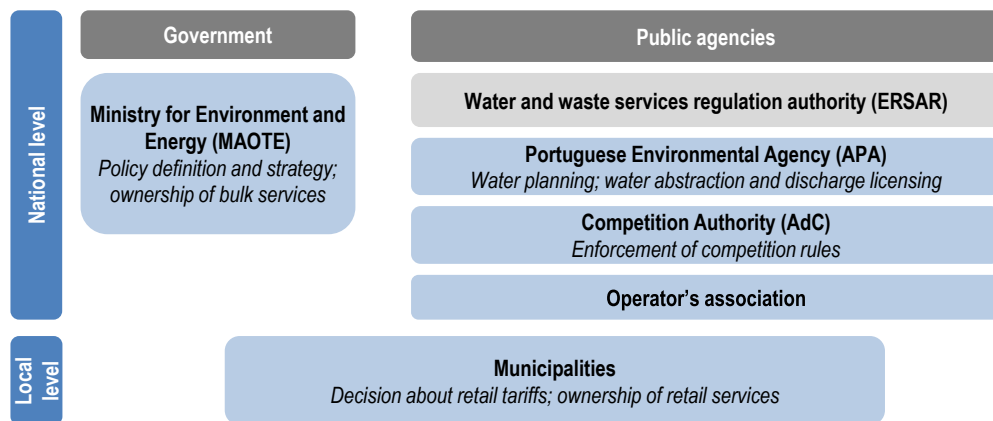 Government
Public agencies
National level
Ministry for Environment and
Energy (MAOTE)
Policy definition and strategy;
ownership of bulk services
Water and waste services regulation authority (ERSAR)
Portuguese Environmental Agency (APA)
Water planning; water abstraction and discharge licensing
Competition Authority (AdC)
Enforcement of competition rules
Operator’s association
Local
level
Municipalities
Decision about retail tariffs; ownership of retail services